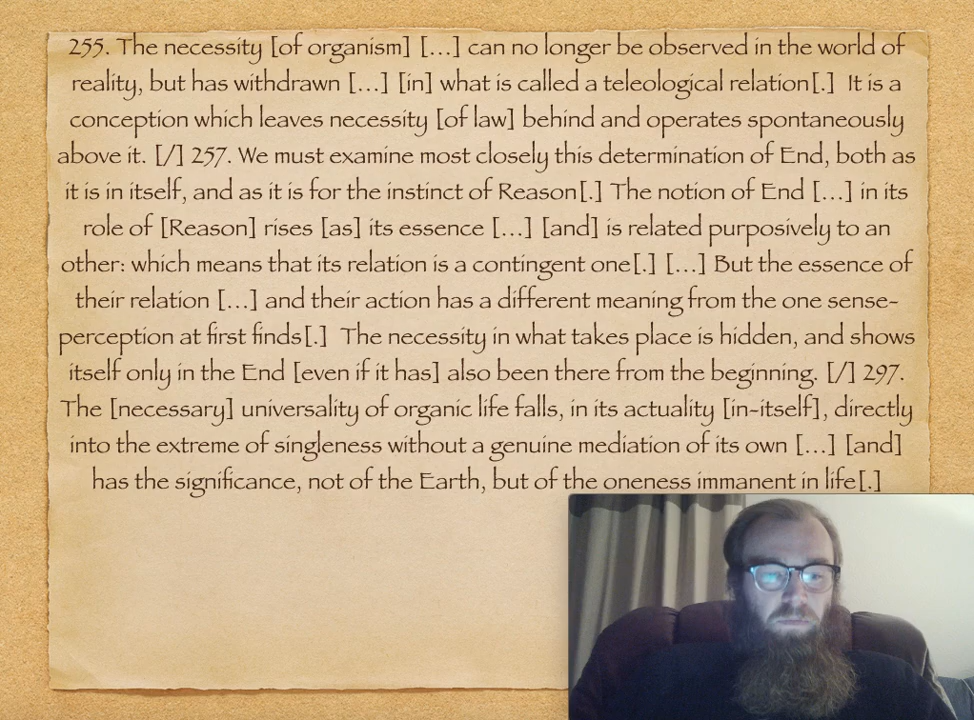 255. The necessity [of organism] […] can no longer be observed in the world of
reality, but has withdrawn […] [in] what is called a teleological relation[.] It is a
conception which leaves necessity [of law] behind and operates spontaneously
above it. [/] 257. We must examine most closely this determination of End, both as
it is in itself, and as it is for the instinct of Reason[.] The notion of End […] in its
role of [Reason] rises [as] its essence […] [and] is related purposively to an
other: which means that its relation is a contingent one[.] […] But the essence of
their relation […] and their action has a different meaning from the one sense-
perception at first finds[.] The necessity in what takes place is hidden, and shows
itself only in the End [even if it has] also been there from the beginning. [/] 297.
The [necessary] universality of organic life falls, in its actuality [in-itself], directly
into the extreme of singleness without a genuine mediation of its own […] [and]
has the significance, not of the Earth, but of the oneness immanent in life[.]